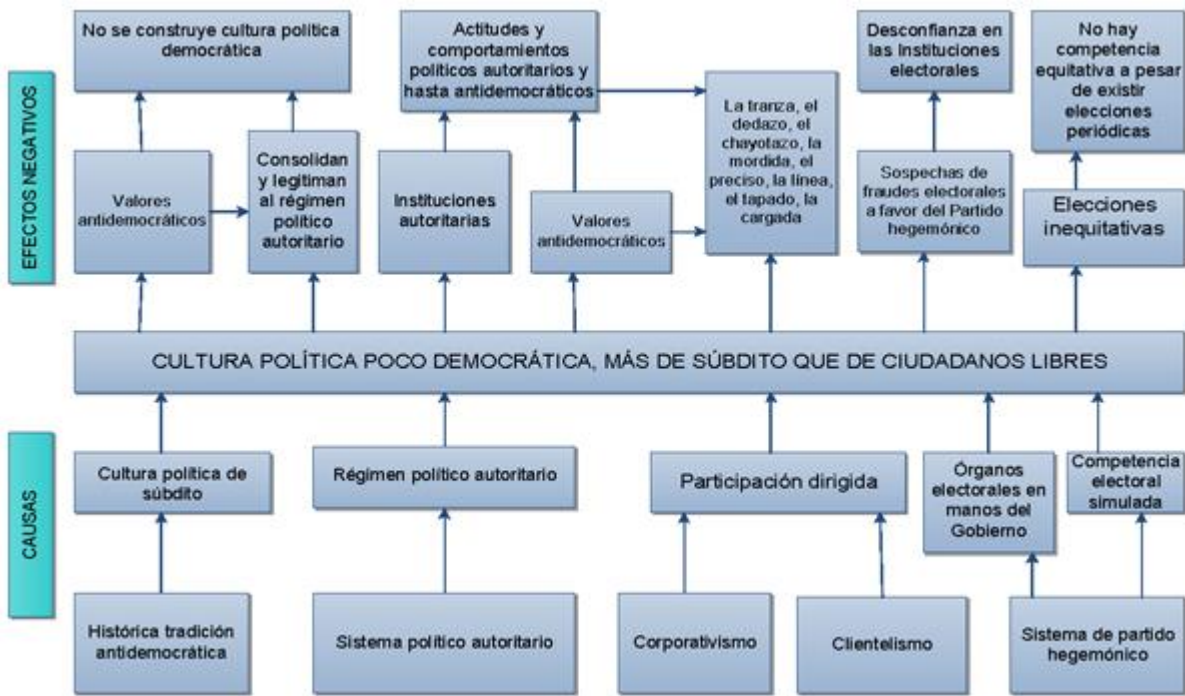 EFECTOS NEGATIVOS
No se construye cultura política
democrática
Actitudes y
comportamientos
políticos autoritarios y
hasta antidemocráticos
Desconfianza en
las Instituciones
electorales
No hay
competencia
equitativa a pesar
de existir
elecciones
periódicas
Valores
antidemocráticos
Consolidan
y legitiman
al régimen
político
autoritario
Instituciones
autoritarias
Valores
antidemocráticos
La tranza, el
dedazo, el
chayotazo, la
mordida, el
preciso, la línea,
el tapado, la
cargada
Sospechas de
fraudes electorales
a favor del Partido
hegemónico
Elecciones
inequitativas
CULTURA POLÍTICA POCO DEMOCRÁTICA, MÁS DE SÚBDITO QUE DE CIUDADANOS LIBRES
CAUSAS
Cultura política de
súbdito
Régimen político autoritario
Participación dirigida
Órganos
electorales en
manos del
Gobierno
Competencia
electoral
simulada
Histórica tradición
antidemocrática
Sistema político autoritario
Corporativismo
Clientelismo
Sistema de partido
hegemónico